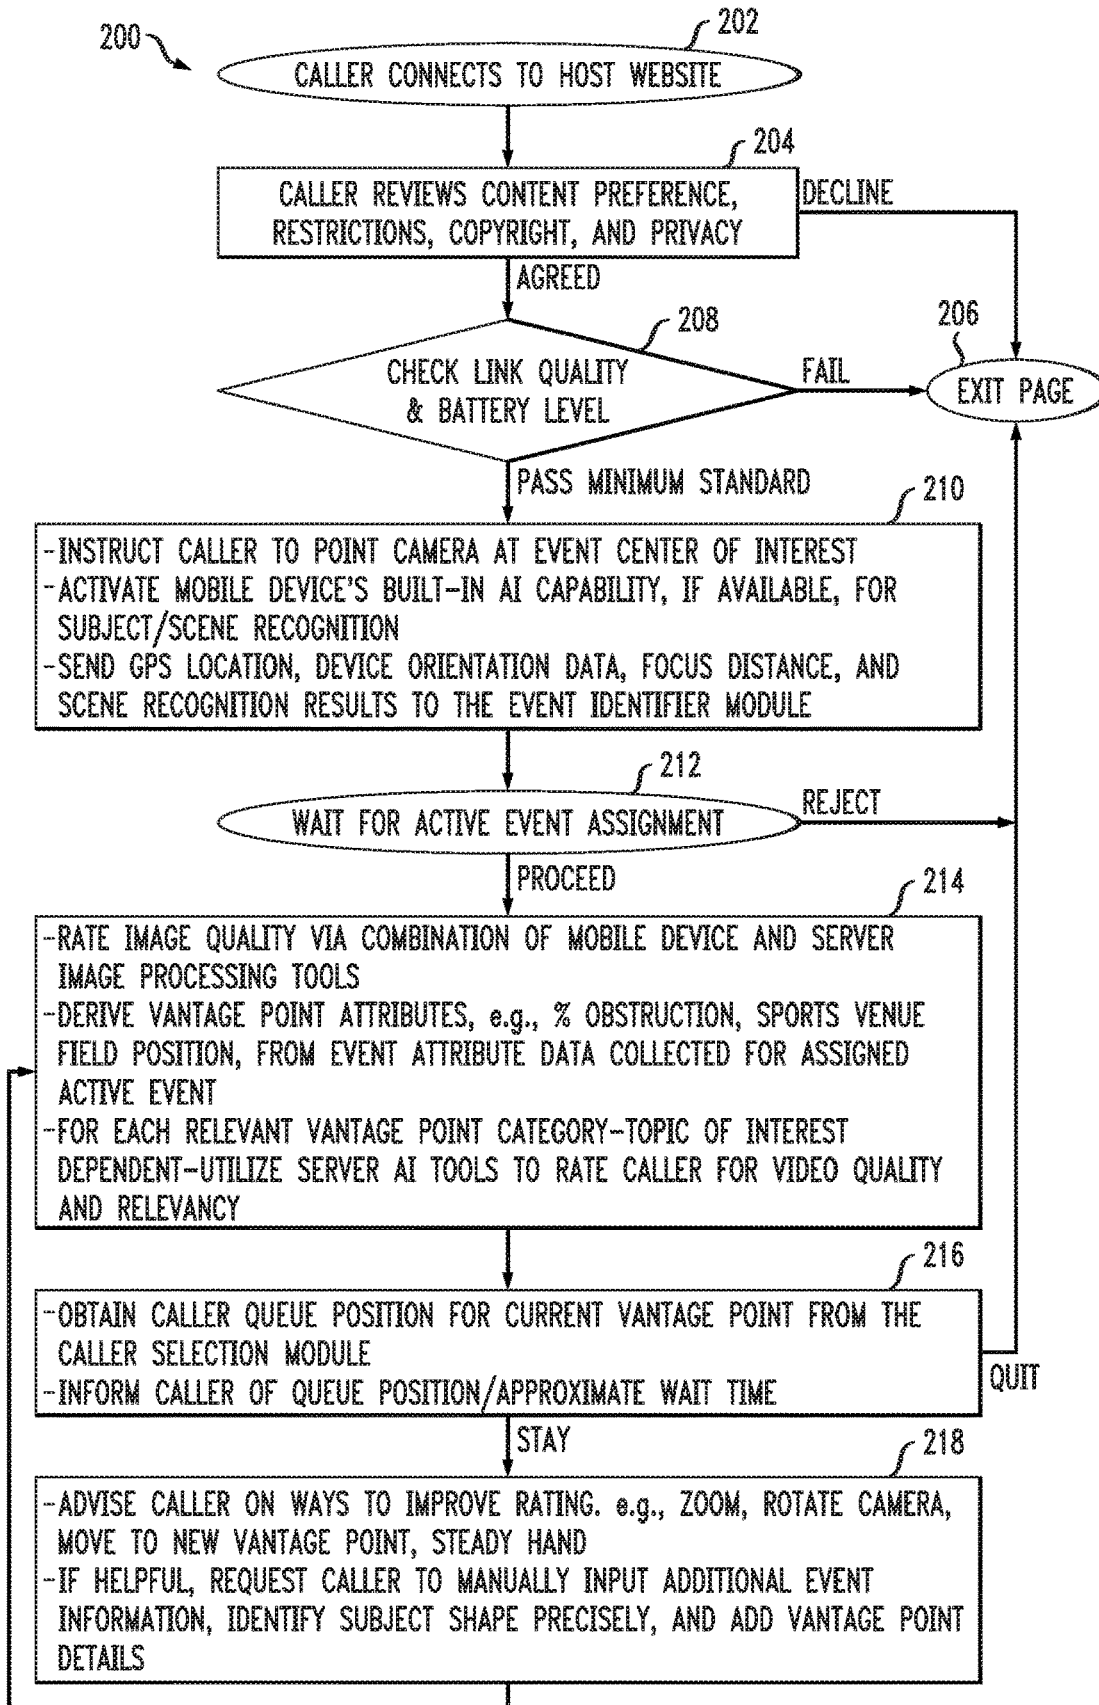 200
202
CALLER CONNECTS TO HOST WEBSITE
204
CALLER REVIEWS CONTENT PREFERENCE,
RESTRICTIONS, COPYRIGHT, AND PRIVACY
DECLINE
AGREED
208
206
CHECK LINK QUALITY
& BATTERY LEVEL
FAIL
EXIT PAGE
PASS MINIMUM STANDARD
210
-INSTRUCT CALLER TO POINT CAMERA AT EVENT CENTER OF INTEREST
-ACTIVATE MOBILE DEVICE'S BUILT-IN AI CAPABILITY, IF AVAILABLE, FOR
SUBJECT/SCENE RECOGNITION
-SEND GPS LOCATION, DEVICE ORIENTATION DATA, FOCUS DISTANCE, AND
SCENE RECOGNITION RESULTS TO THE EVENT IDENTIFIER MODULE
212
WAIT FOR ACTIVE EVENT ASSIGNMENT
REJECT
PROCEED
214
-RATE IMAGE QUALITY VIA COMBINATION OF MOBILE DEVICE AND SERVER
IMAGE PROCESSING TOOLS
-DERIVE VANTAGE POINT ATTRIBUTES, e.g., % OBSTRUCTION, SPORTS VENUE
FIELD POSITION, FROM EVENT ATTRIBUTE DATA COLLECTED FOR ASSIGNED
ACTIVE EVENT
-FOR EACH RELEVANT VANTAGE POINT CATEGORY-TOPIC OF INTEREST
DEPENDENT-UTILIZE SERVER AI TOOLS TO RATE CALLER FOR VIDEO QUALITY
AND RELEVANCY
216
-OBTAIN CALLER QUEUE POSITION FOR CURRENT VANTAGE POINT FROM THE
CALLER SELECTION MODULE
-INFORM CALLER OF QUEUE POSITION/APPROXIMATE WAIT TIME
QUIT
STAY
218
-ADVISE CALLER ON WAYS TO IMPROVE RATING. e.g., ZOOM, ROTATE CAMERA,
MOVE TO NEW VANTAGE POINT, STEADY HAND
-IF HELPFUL, REQUEST CALLER TO MANUALLY INPUT ADDITIONAL EVENT
INFORMATION, IDENTIFY SUBJECT SHAPE PRECISELY, AND ADD VANTAGE POINT
DETAILS